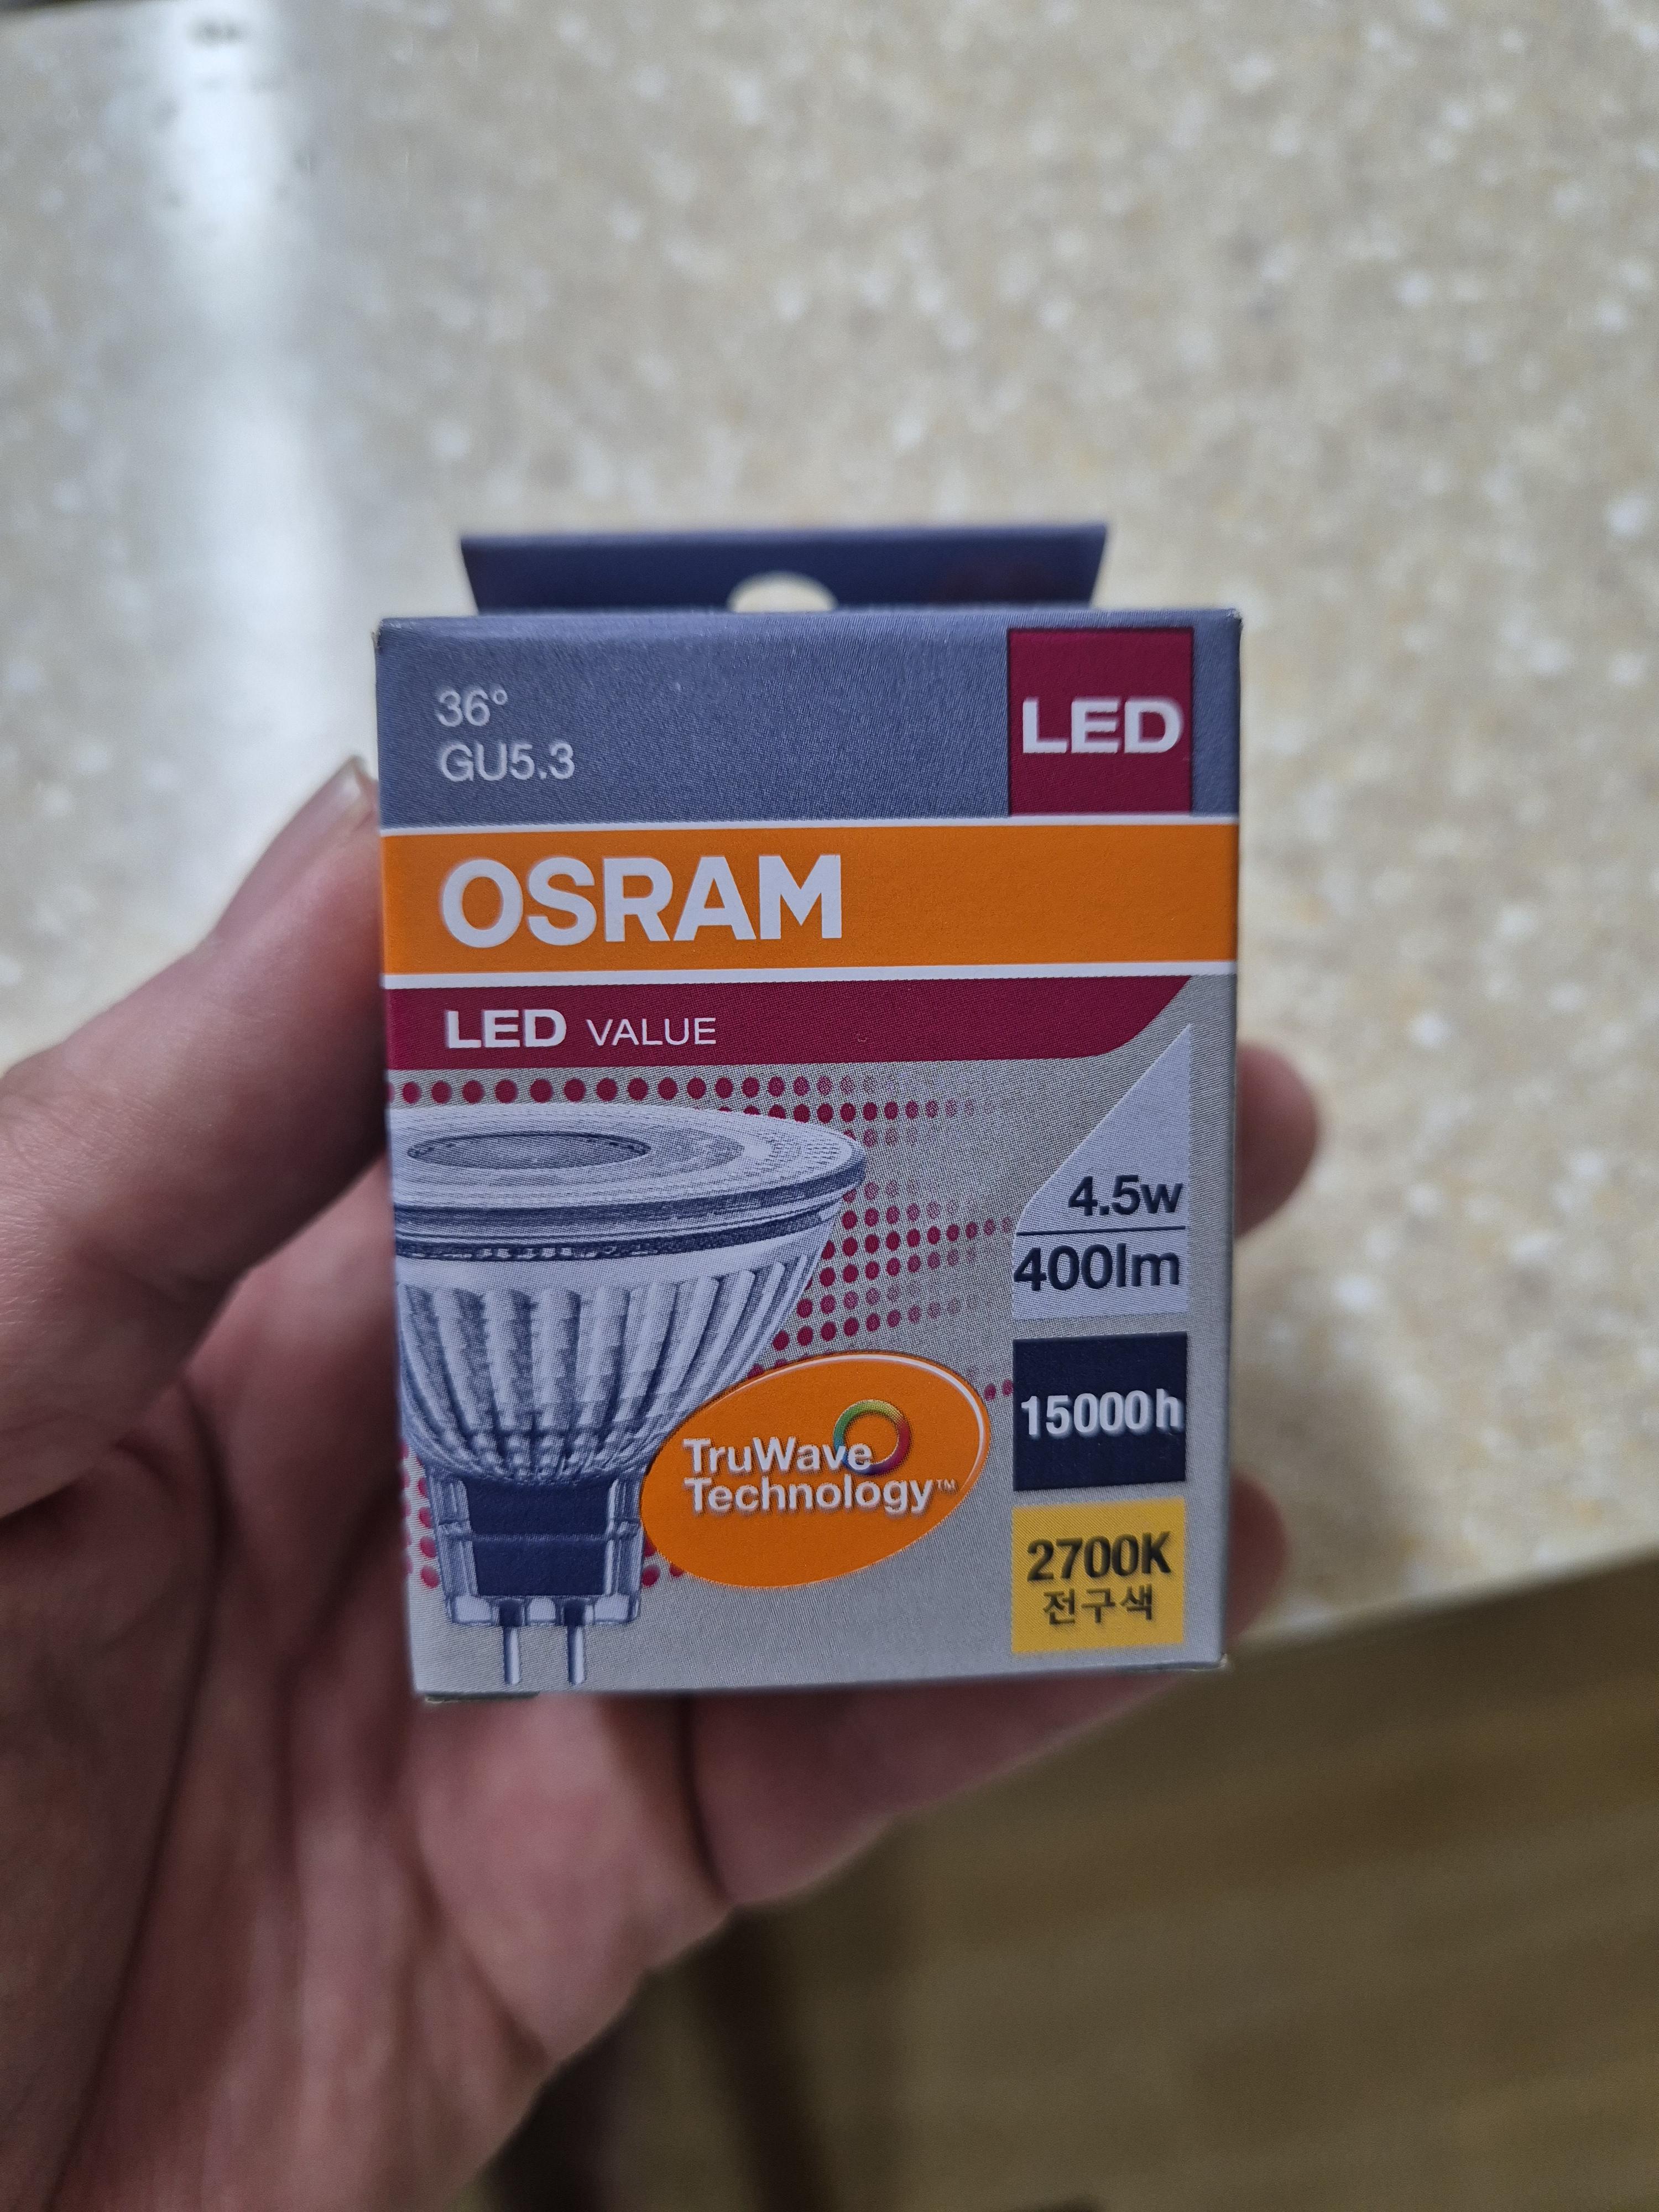 36°
GU5.3
LED
OSRAM
LED VALUE
4.5w
400lm
15000h
TruWave
Technology™
2700K
전구색